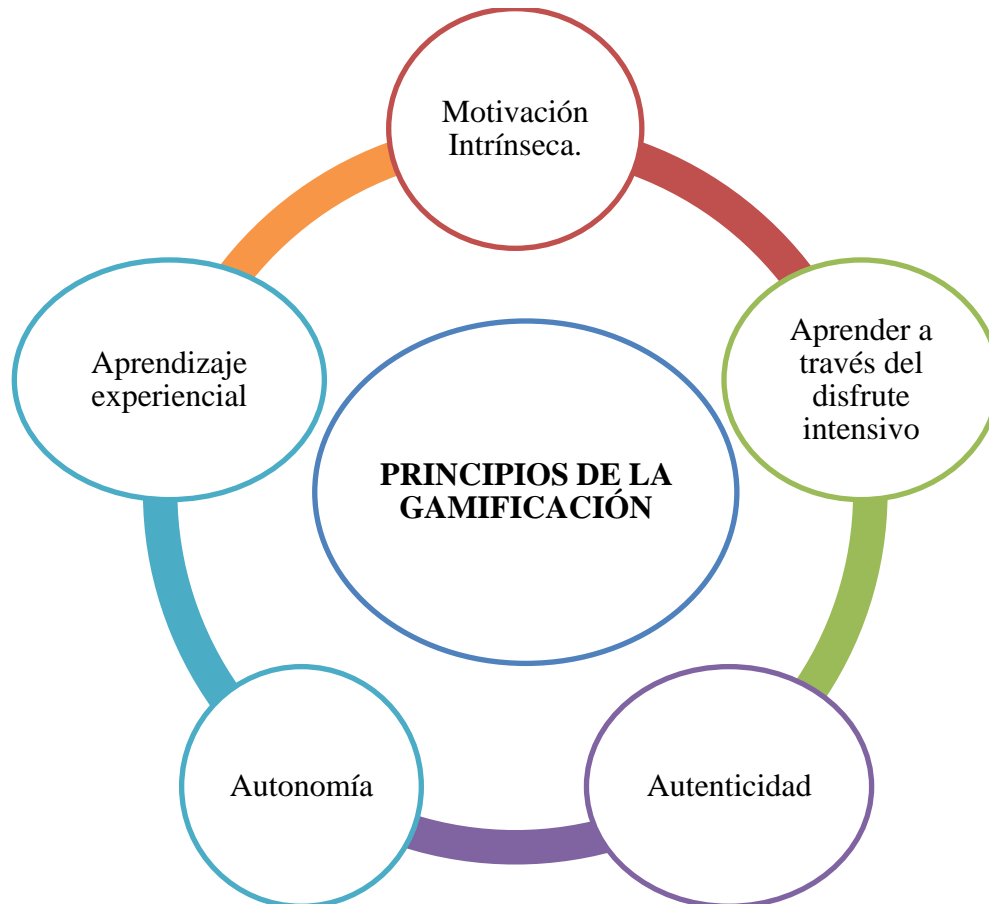 Motivación
Intrínseca.
Aprender a
través del
disfrute
intensivo
Autenticidad
Autonomía
Aprendizaje
experiencial
PRINCIPIOS DE LA
GAMIFICACIÓN